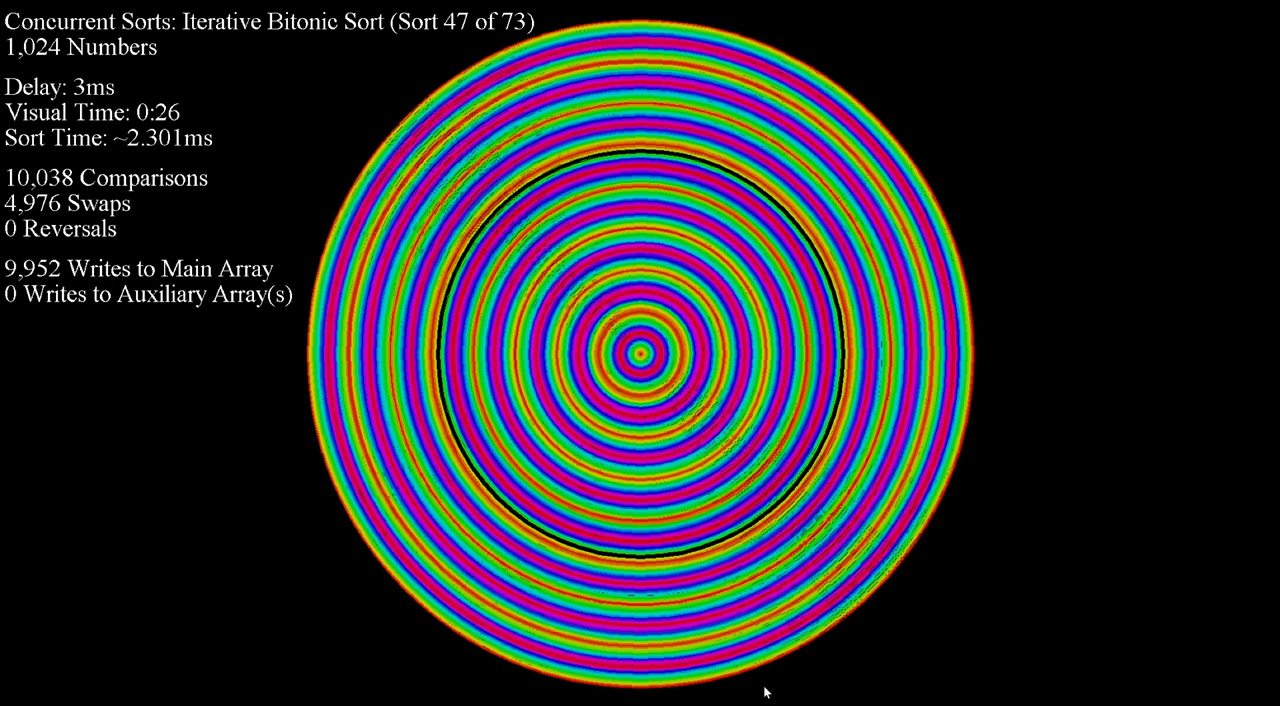 Concurrent Sorts: Iterative Bitonic Sort (Sort 47 of 73)
1,024 Numbers
Delay: 3ms
Visual Time: 0:26
Sort Time: ~2.301ms
10,038 Comparisons
4,976 Swaps
0 Reversals
9,952 Writes to Main Array
0 Writes to Auxiliary Array(s)